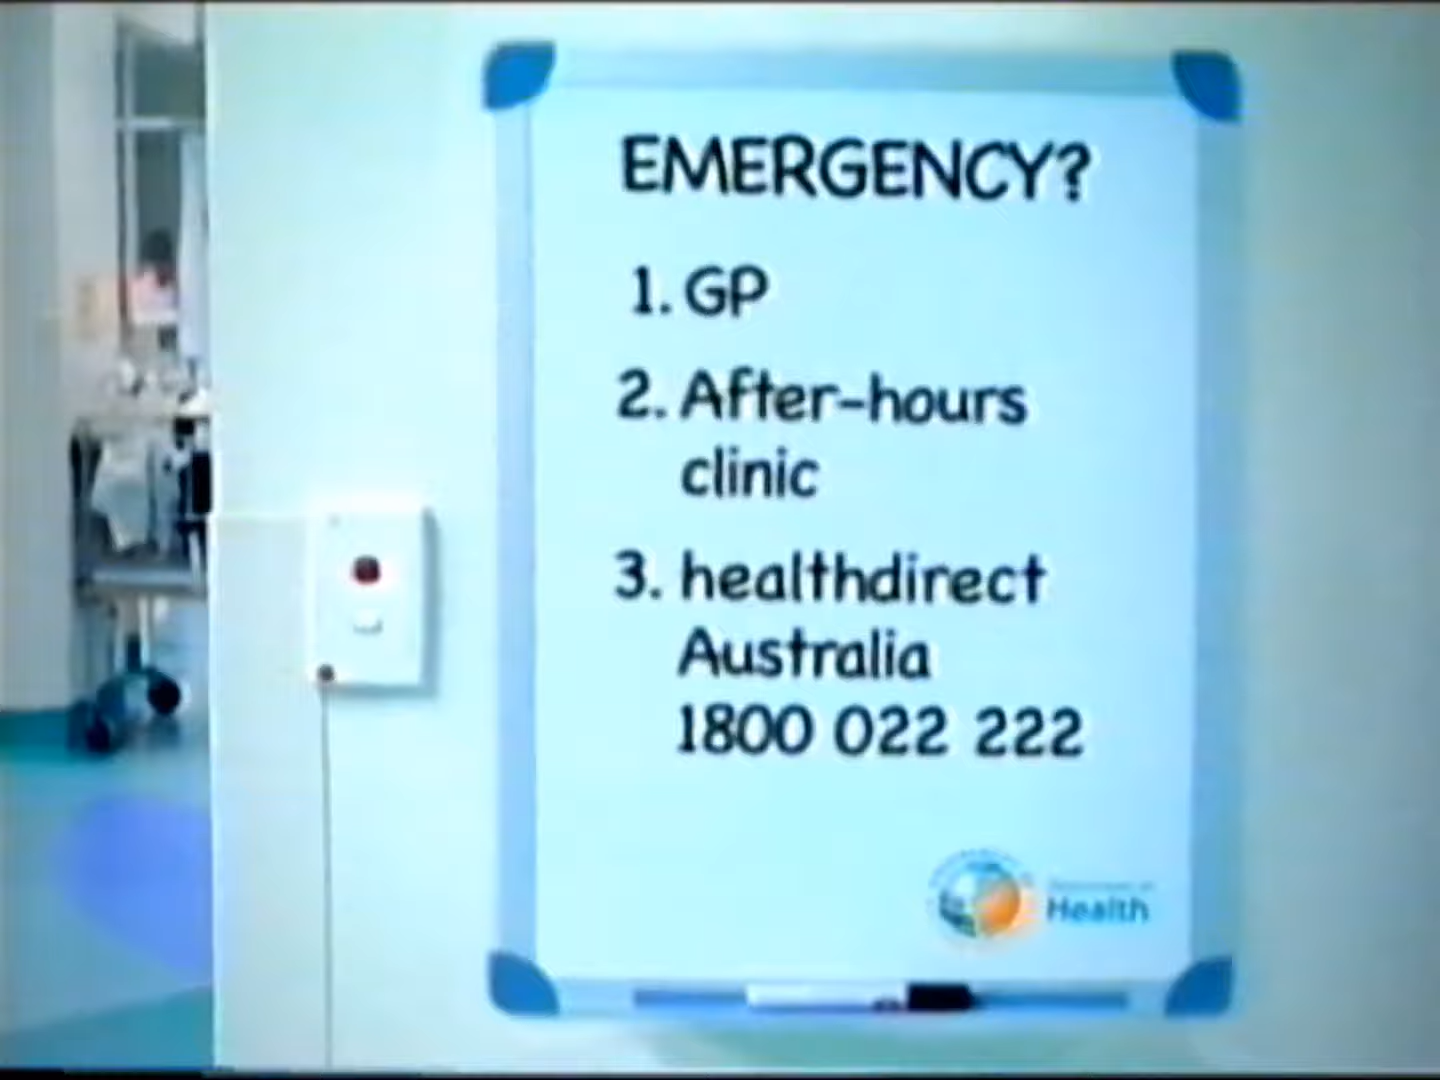 EMERGENCY?
1. GP
2. After-hours
clinic
3. healthdirect
Australia
1800 022 222
Health